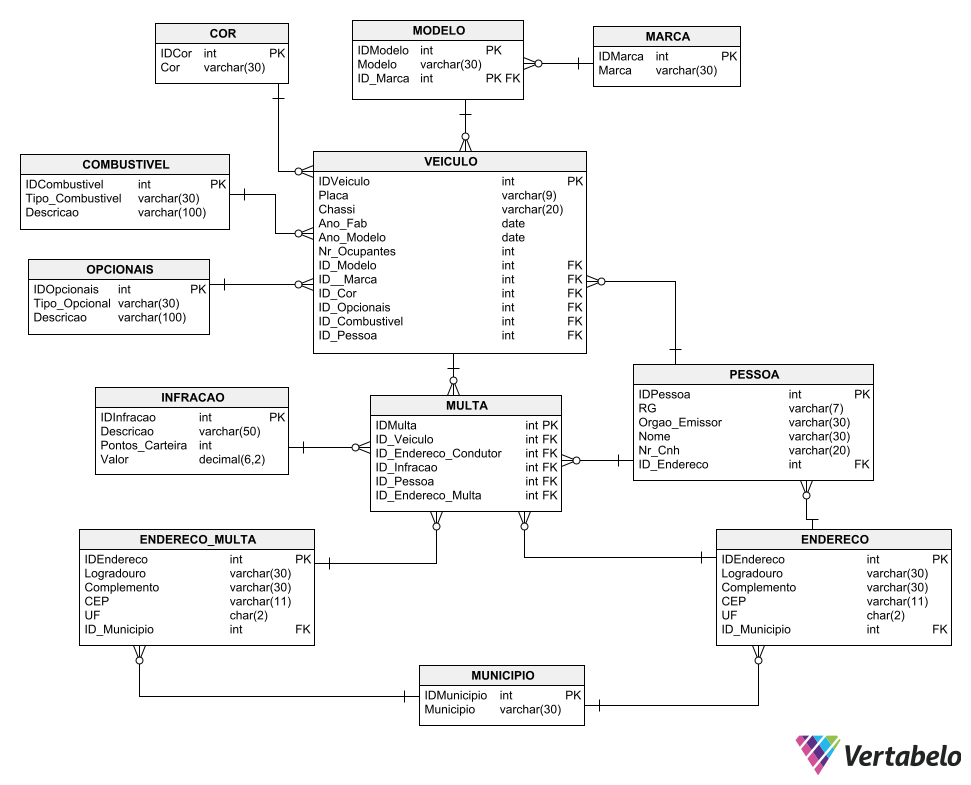 COR
IDCor int PK
Cor varchar(30)
MODELO
IDModelo int PK
Modelo varchar(30)
ID_Marca int PK FK
MARCA
IDMarca int PK
Marca varchar(30)
COMBUSTIVEL
IDCombustivel int PK
Tipo_Combustivel varchar(30)
Descricao varchar(100)
VEICULO
IDVeiculo int PK
Placa varchar(9)
Chassi varchar(20)
Ano_Fab date
Ano_Modelo date
Nr_Ocupantes int
ID_Modelo int FK
ID__Marca int FK
ID_Cor int FK
ID_Opcionais int FK
ID_Combustivel int FK
ID_Pessoa int FK
OPCIONAIS
IDOpcionais int PK
Tipo_Opcional varchar(30)
Descricao varchar(100)
PESSOA
IDPessoa int PK
RG varchar(7)
Orgao_Emissor varchar(30)
Nome varchar(30)
Nr_Cnh varchar(20)
ID_Endereco int FK
INFRACAO
IDInfracao int PK
Descricao varchar(50)
Pontos_Carteira int
Valor decimal(6,2)
MULTA
IDMulta int PK
ID_Veiculo int FK
ID_Endereco_Condutor int FK
ID_Infracao int FK
ID_Pessoa int FK
ID_Endereco_Multa int FK
ENDERECO_MULTA
IDEndereco int PK
Logradouro varchar(30)
Complemento varchar(30)
CEP varchar(11)
UF char(2)
ID_Municipio int FK
ENDERECO
IDEndereco int PK
Logradouro varchar(30)
Complemento varchar(30)
CEP varchar(11)
UF char(2)
ID_Municipio int FK
MUNICIPIO
IDMunicipio int PK
Municipio varchar(30)
Vertabelo